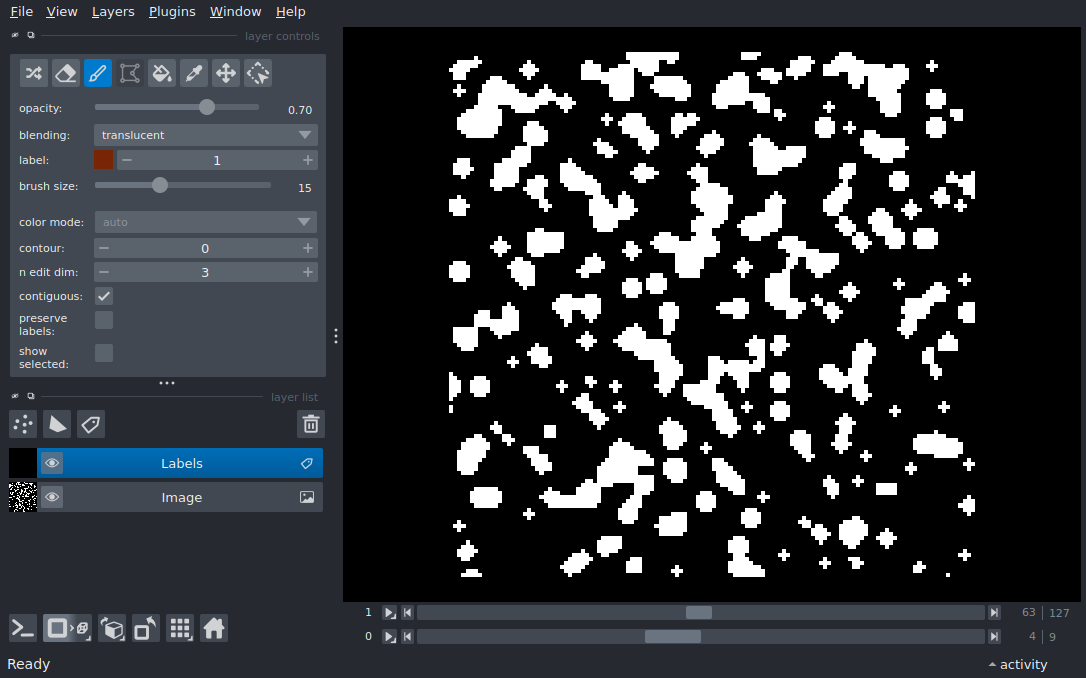 File View Layers Plugins Window Help
layer controls
opacity: 0.70
blending: translucent
label: 1
brush size: 15
color mode: auto
contour: 0
n edit dim: 3
contiguous:
preserve
labels:
show
selected:
layer list
Labels
Image
1 63 127
0 4 9
Ready activity